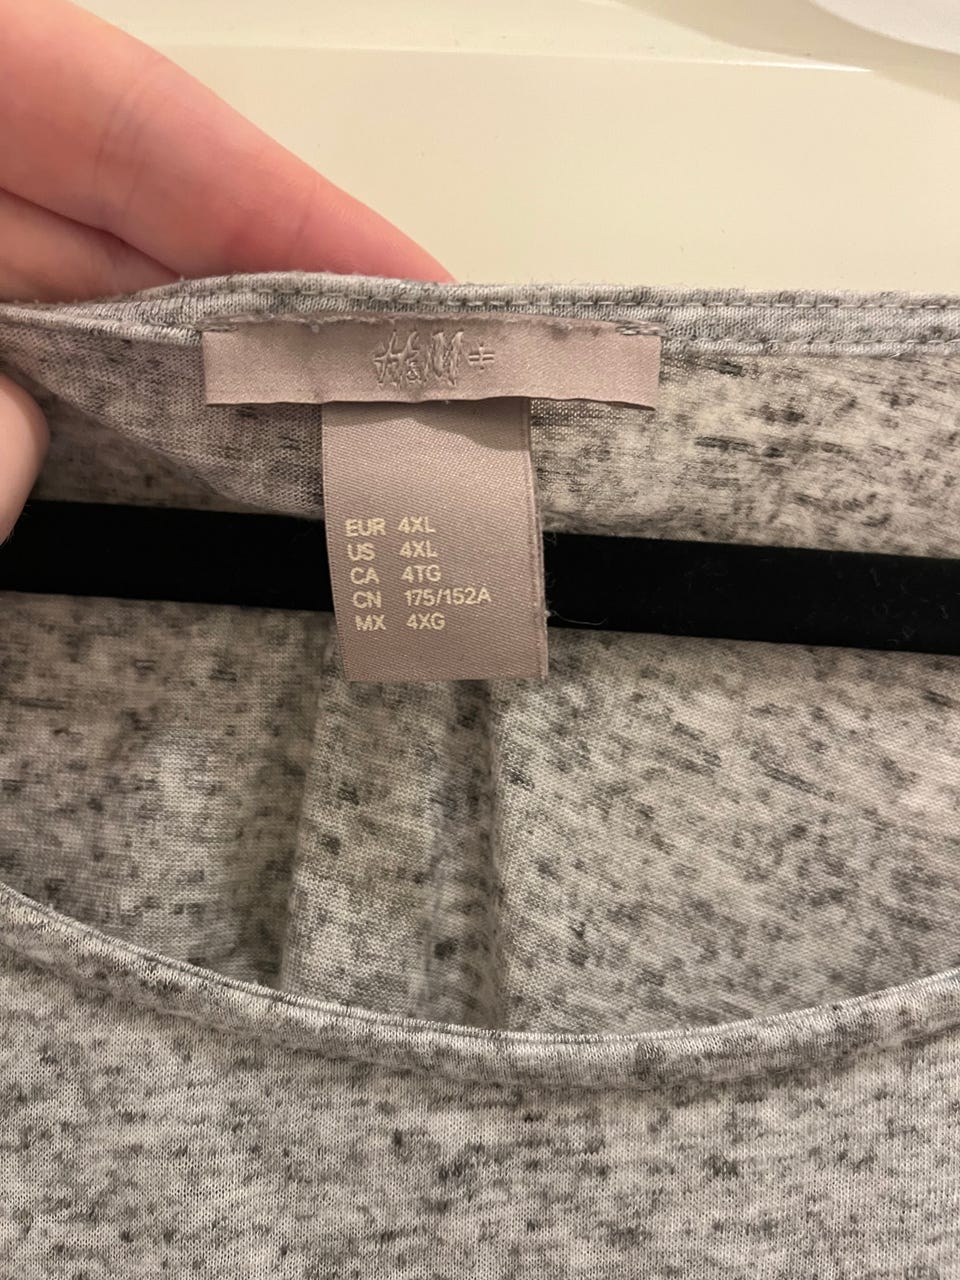 H&M+
EUR 4XL
US 4XL
CA 4TG
CN 175/152A
MX 4XG